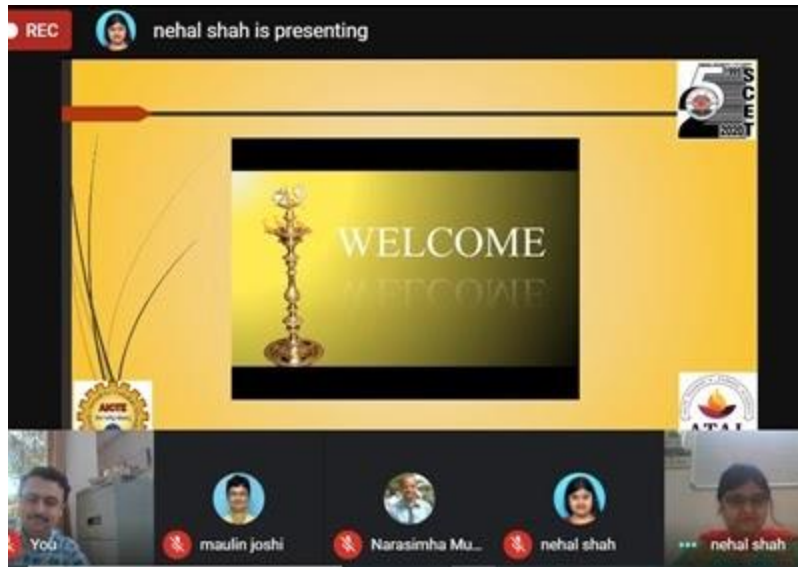 REC
nehal shah is presenting
SCET
2020
WELCOME
AICTE
ATAL
You
maulin joshi
Narasimha Mu...
nehal shah
nehal shah